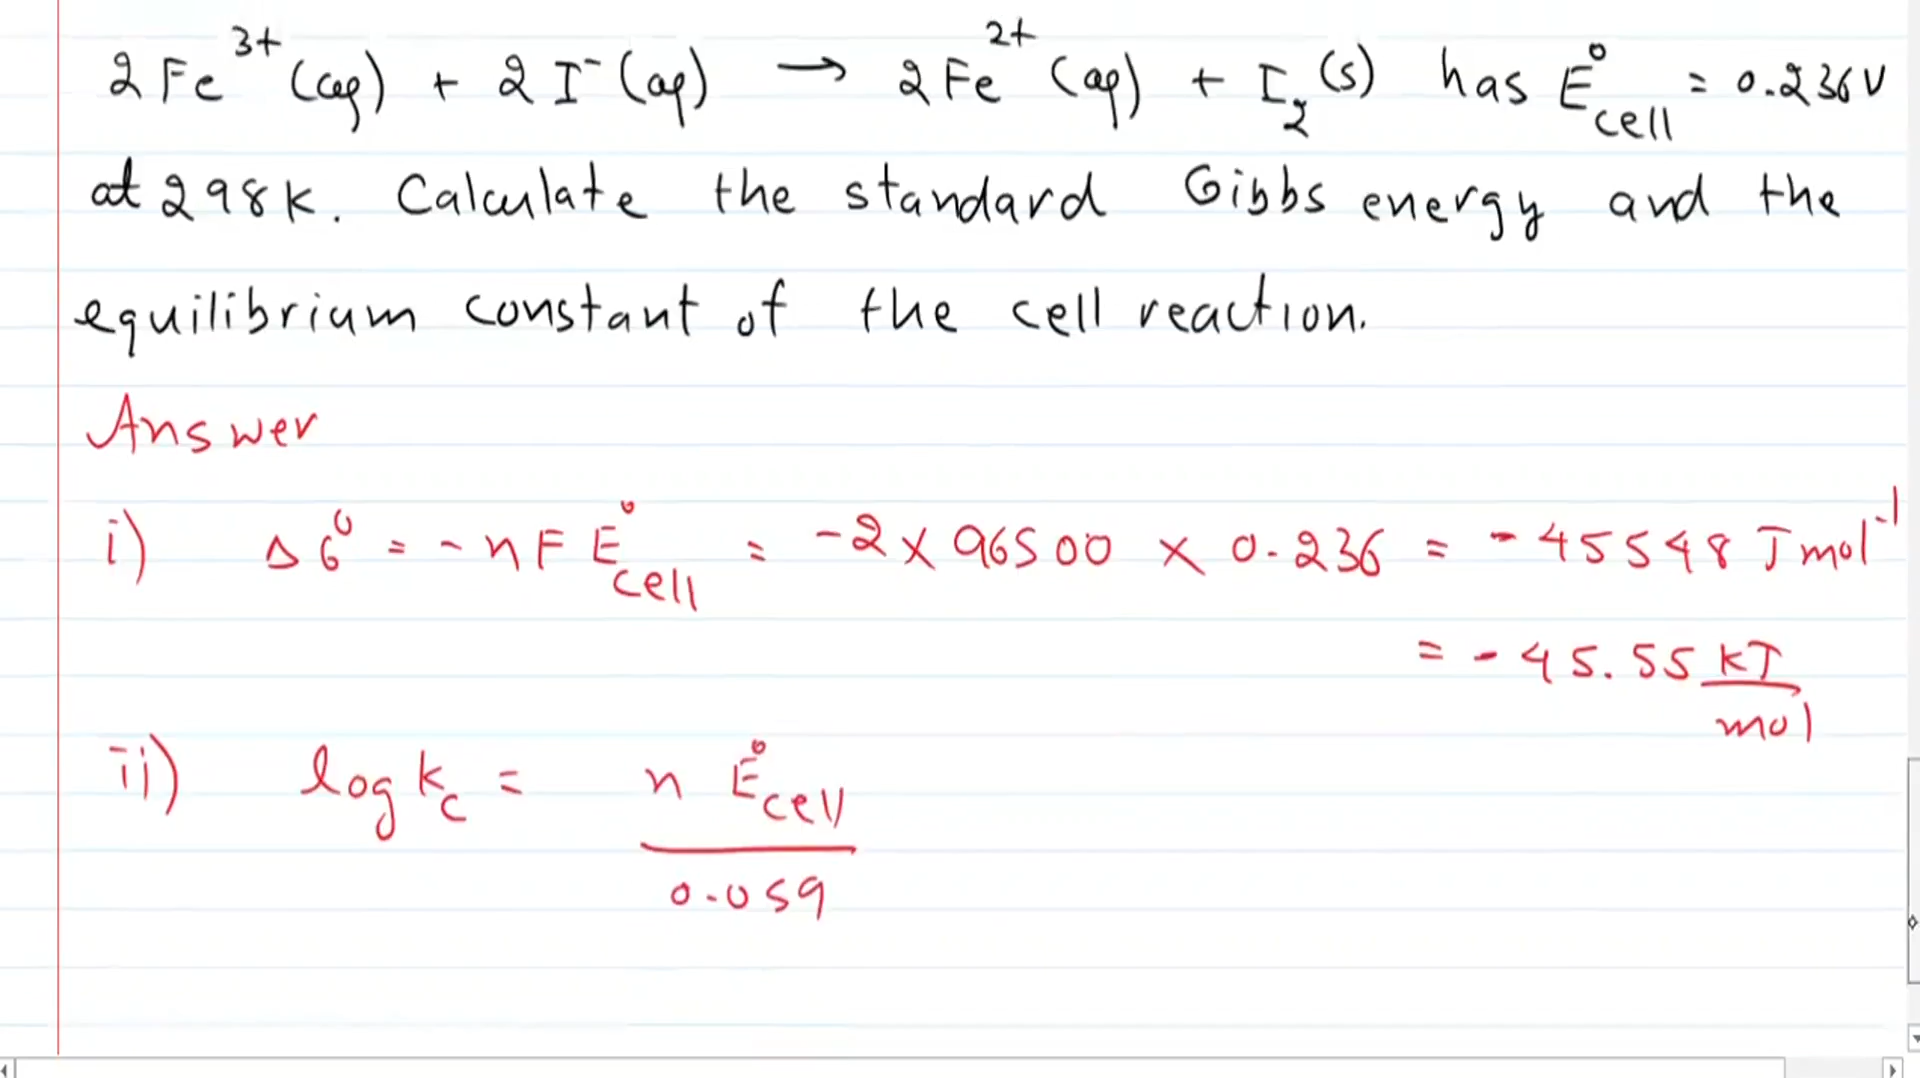 2Fe³⁺(aq) + 2I⁻(aq) → 2Fe²⁺(aq) + I₂(s) has E°cell = 0.236V
at 298K. Calculate the standard Gibbs energy and the
equilibrium constant of the cell reaction.
Answer
i) ΔG° = -nFE°cell = -2 × 96500 × 0.236 = -45548 J mol⁻¹
= -45.55 kJ/mol
ii) log Kc = n E°cell / 0.059